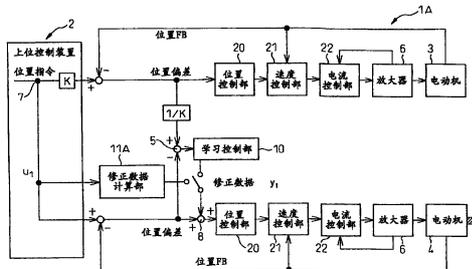 1A
2
位置FB
上位控制装置
20
21
22
6
3
位置指令
K
7
+
-
位置偏差
位置
控制部
速度
控制部
电流
控制部
放大器
电动机
1/K
11A
5
+
-
学习控制部
10
u1
修正数据
计算部
修正数据
y1
+
-
+
+
+
8
位置偏差
位置
控制部
速度
控制部
电流
控制部
放大器
电动机
20
21
22
6
4
位置FB